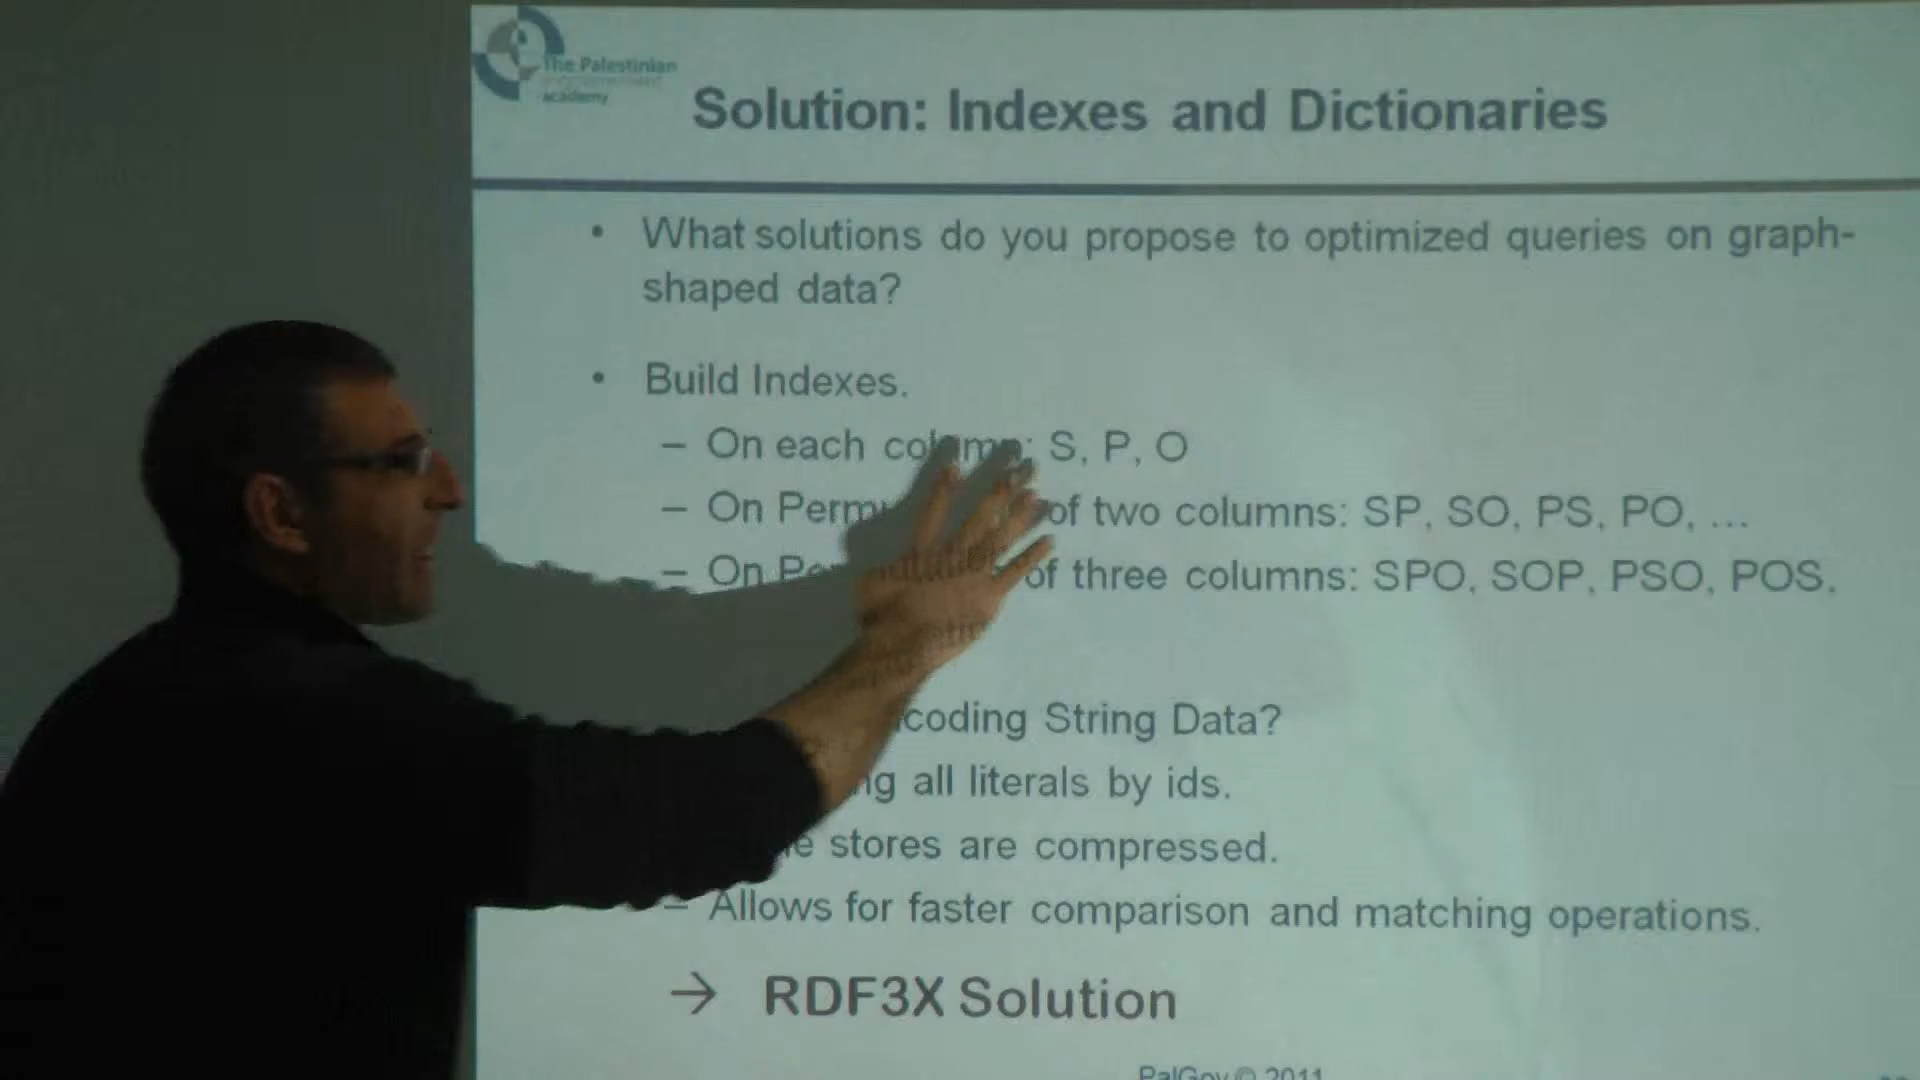 The Palestinian
academy
Solution: Indexes and Dictionaries
• What solutions do you propose to optimized queries on graph-
shaped data?
• Build Indexes.
– On each column: S, P, O
– On of two columns: SP, SO, PS, PO, ...
– On of three columns: SPO, SOP, PSO, POS.
String Data?
all literals by ids.
stores are compressed.
– Allows for faster comparison and matching operations.
→ RDF3X Solution
PalGov © 2011